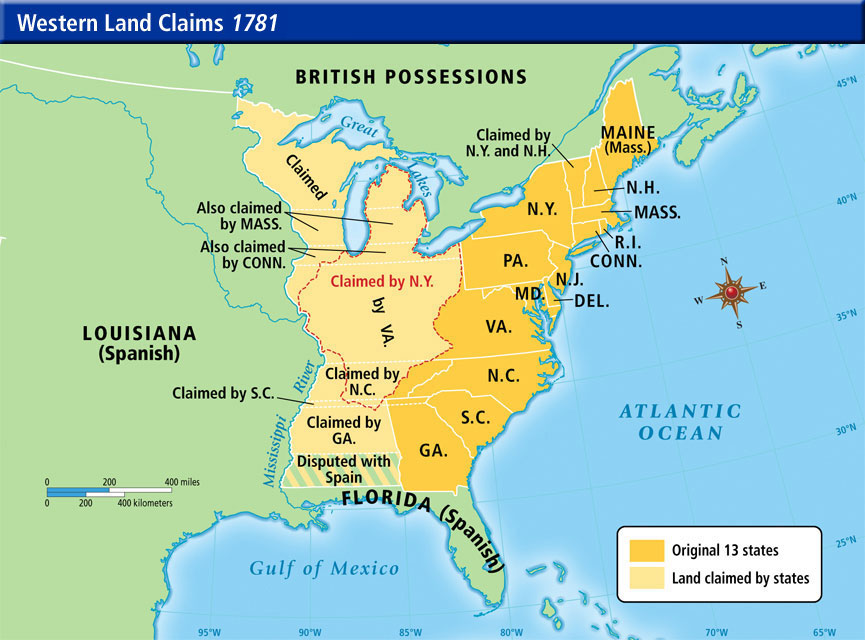 Western Land Claims 1781
BRITISH POSSESSIONS
45°N
Great
Lakes
Claimed by
N.Y. and N.H.
MAINE
(Mass.)
Claimed
by VA.
N.H.
Also claimed
by MASS.
N.Y.
MASS.
40°N
Also claimed
by CONN.
R.I.
CONN.
PA.
Claimed by N.Y.
N.J.
MD.
DEL.
N
W
E
S
35°N
VA.
LOUISIANA
(Spanish)
Claimed by
N.C.
N.C.
Claimed by S.C.
Mississippi River
S.C.
ATLANTIC
OCEAN
Claimed by
GA.
GA.
30°N
Disputed with
Spain
0 200 400 miles
0 200 400 kilometers
FLORIDA (Spanish)
Gulf of Mexico
25°N
Original 13 states
Land claimed by states
95°W 90°W 85°W 80°W 70°W 65°W